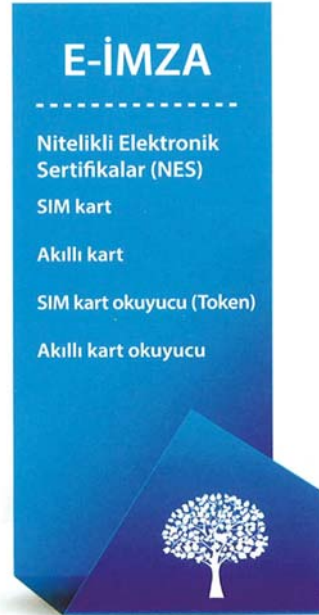 E-İMZA
Nitelikli Elektronik
Sertifikalar (NES)
SIM kart
Akıllı kart
SIM kart okuyucu (Token)
Akıllı kart okuyucu